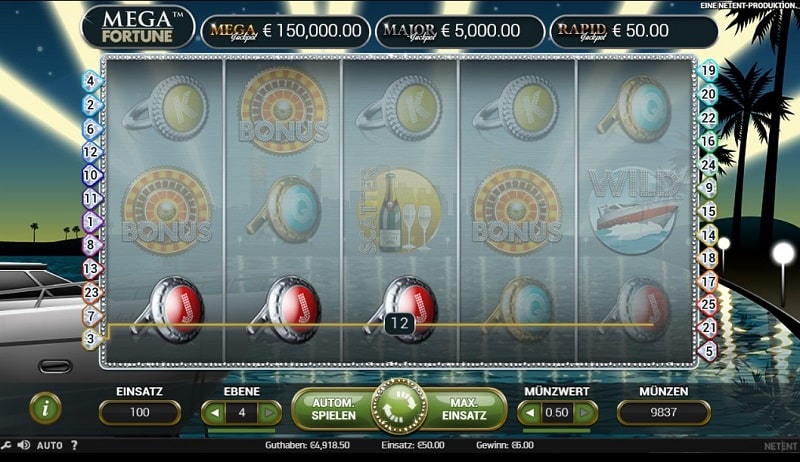 EINE NETENT-PRODUKTION.
MEGA™
FORTUNE
MEGA Jackpot € 150,000.00
MAJOR Jackpot € 5,000.00
RAPID Jackpot € 50.00
4
2
6
12
10
11
1
8
13
23
7
3
K
BONUS
K
K
Q
BONUS
Q
SCATTER
BONUS
WILD
J
J
J
12
Q
J
19
20
22
16
24
9
15
14
18
17
25
21
5
EINSATZ
100
EBENE
4
AUTOM.
SPIELEN
MAX.
EINSATZ
MÜNZWERT
0.50
MÜNZEN
9837
i
AUTO ?
Guthaben: €4,918.50 Einsatz: €50.00 Gewinn: €6.00
NETENT